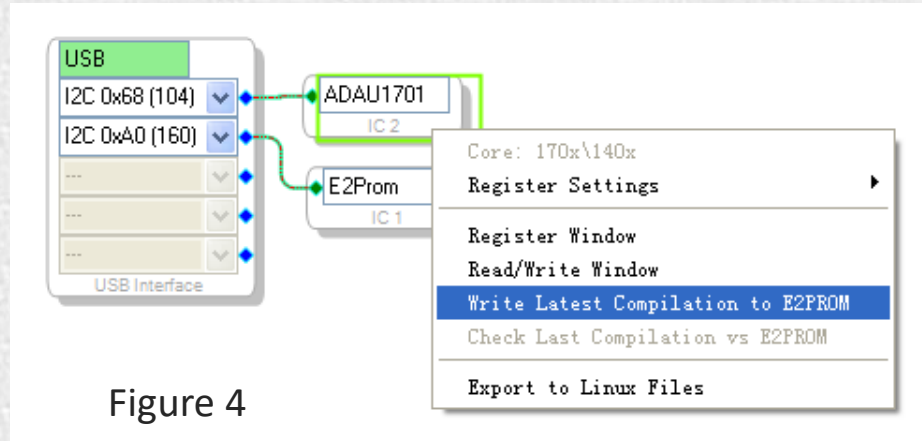 USB
I2C 0x68 (104)
I2C 0xA0 (160)
---
---
---
USB Interface
ADAU1701
IC 2
E2Prom
IC 1
Core: 170x\140x
Register Settings
Register Window
Read/Write Window
Write Latest Compilation to E2PROM
Check Last Compilation vs E2PROM
Export to Linux Files
Figure 4